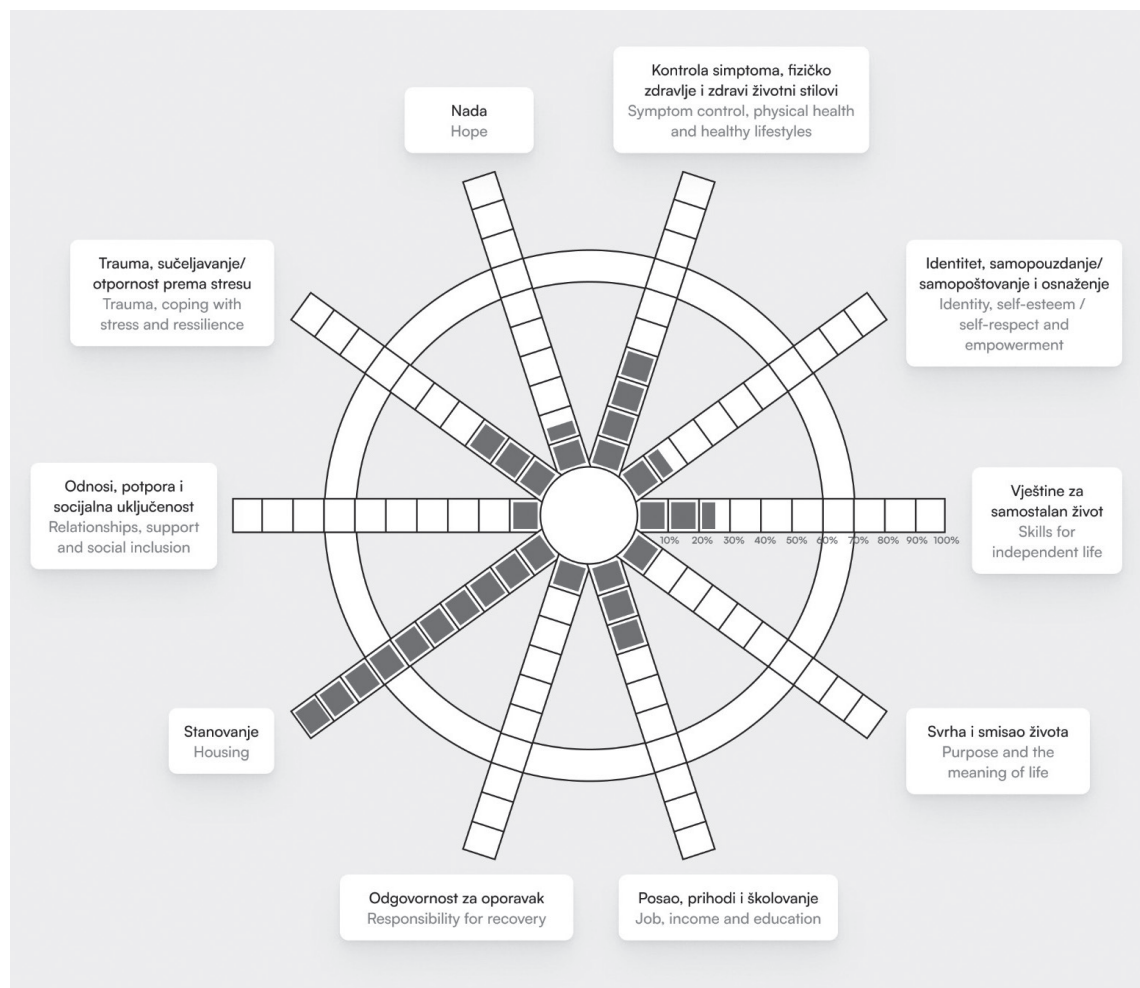 Kontrola simptoma, fizičko
zdravlje i zdravi životni stilovi
Symptom control, physical health
and healthy lifestyles
Nada
Hope
Trauma, sučeljavanje/
otpornost prema stresu
Trauma, coping with
stress and ressilience
Identitet, samopouzdanje/
samopoštovanje i osnaženje
Identity, self-esteem /
self-respect and
empowerment
Odnosi, potpora i
socijalna uključenost
Relationships, support
and social inclusion
Vještine za
samostalan život
Skills for
independent life
10% 20% 30% 40% 50% 60% 70% 80% 90% 100%
Stanovanje
Housing
Svrha i smisao života
Purpose and the
meaning of life
Odgovornost za oporavak
Responsibility for recovery
Posao, prihodi i školovanje
Job, income and education